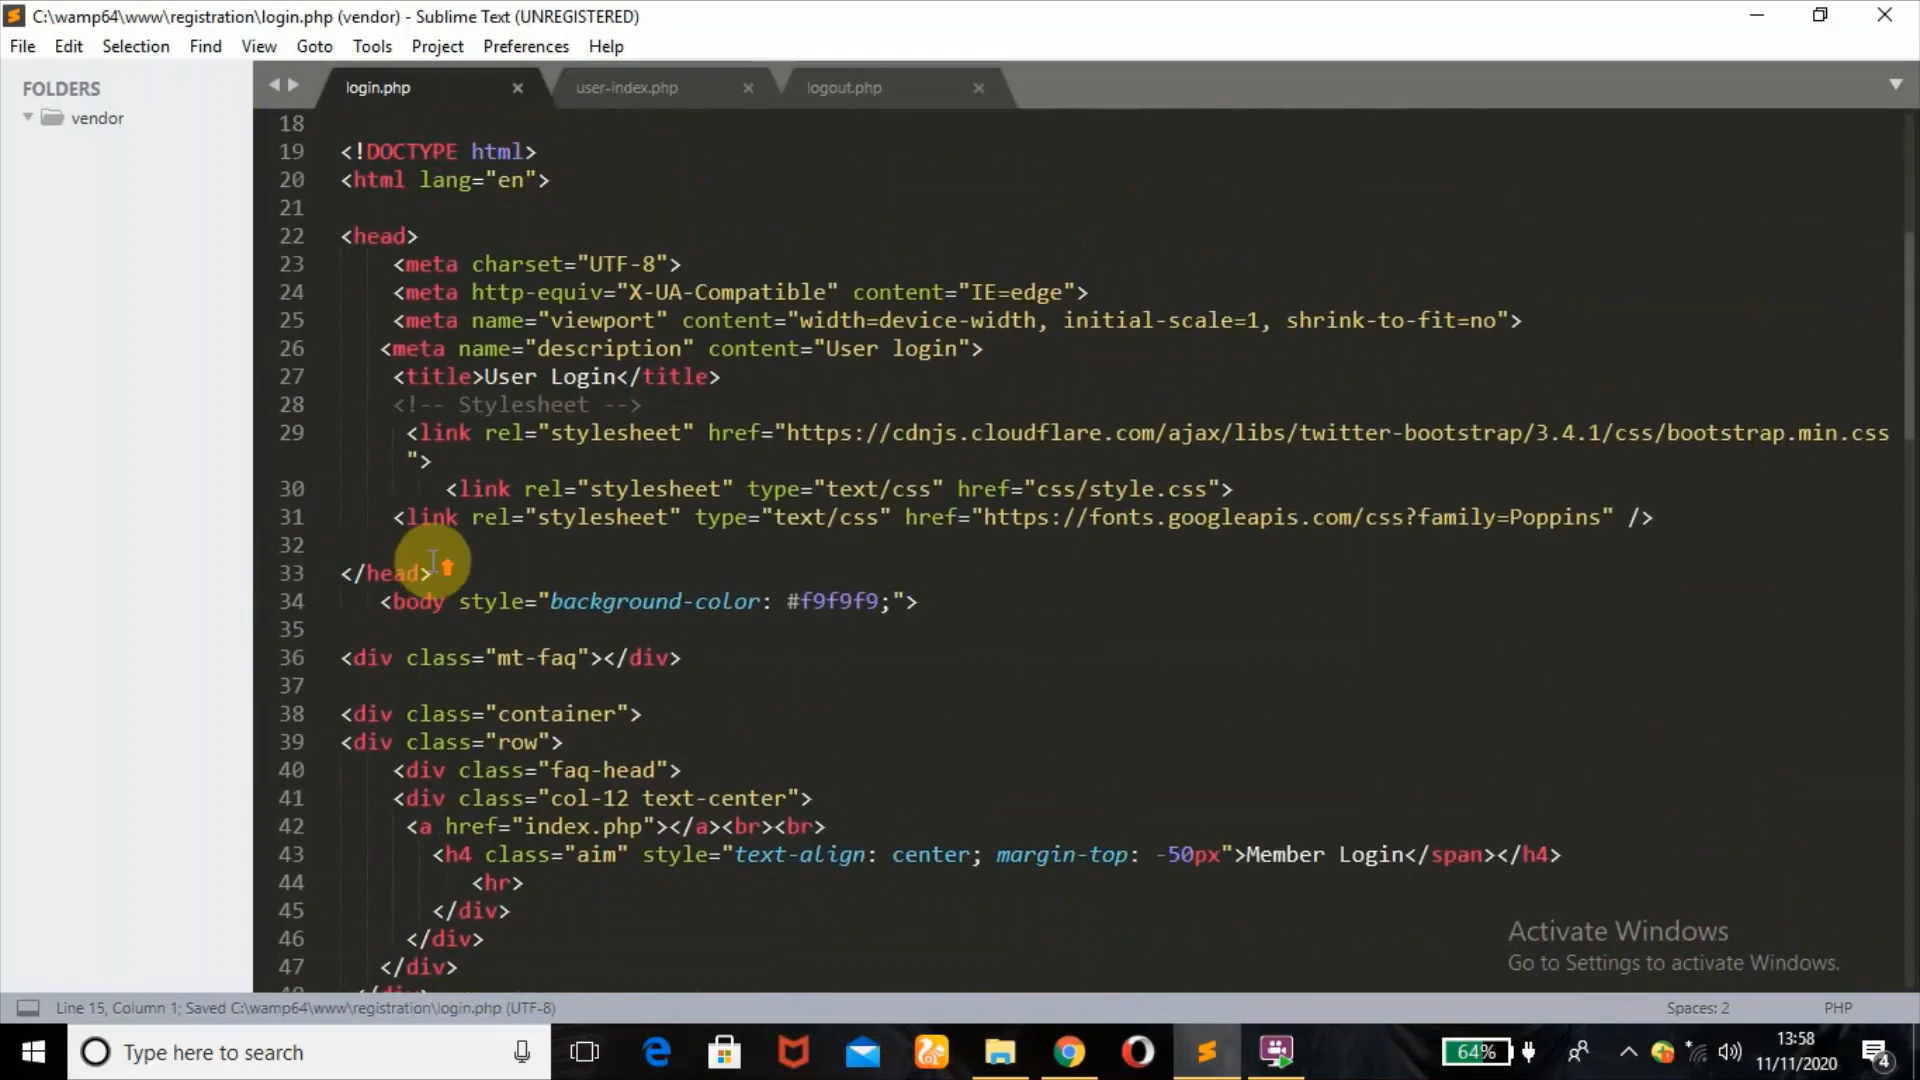 C:\wamp64\www\registration\login.php (vendor) - Sublime Text (UNREGISTERED)
File Edit Selection Find View Goto Tools Project Preferences Help
FOLDERS
vendor
login.php
user-index.php
logout.php
18
19 <!DOCTYPE html>
20 <html lang="en">
21
22 <head>
23 <meta charset="UTF-8">
24 <meta http-equiv="X-UA-Compatible" content="IE=edge">
25 <meta name="viewport" content="width=device-width, initial-scale=1, shrink-to-fit=no">
26 <meta name="description" content="User login">
27 <title>User Login</title>
28 <!-- Stylesheet -->
29 <link rel="stylesheet" href="https://cdnjs.cloudflare.com/ajax/libs/twitter-bootstrap/3.4.1/css/bootstrap.min.css
">
30 <link rel="stylesheet" type="text/css" href="css/style.css">
31 <link rel="stylesheet" type="text/css" href="https://fonts.googleapis.com/css?family=Poppins" />
32
33 </head>
34 <body style="background-color: #f9f9f9;">
35
36 <div class="mt-faq"></div>
37
38 <div class="container">
39 <div class="row">
40 <div class="faq-head">
41 <div class="col-12 text-center">
42 <a href="index.php"></a><br><br>
43 <h4 class="aim" style="text-align: center; margin-top: -50px">Member Login</span></h4>
44 <hr>
45 </div>
46 </div>
47 </div>
Activate Windows
Go to Settings to activate Windows.
Line 15, Column 1; Saved C:\wamp64\www\registration\login.php (UTF-8)
Spaces: 2
PHP
Type here to search
64%
13:58
11/11/2020
4